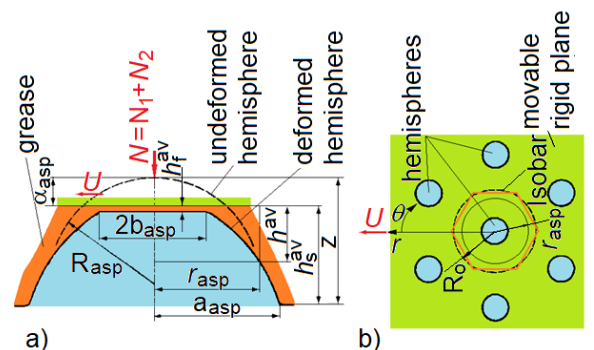 grease
α_asp
U
N=N₁+N₂
h_f^av
undeformed
hemisphere
deformed
hemisphere
2b_asp
R_asp
r_asp
a_asp
h^av
h_s^av
z
a)
hemispheres
Isobar
movable
rigid plane
U
θ
r
R_o
r_asp
b)